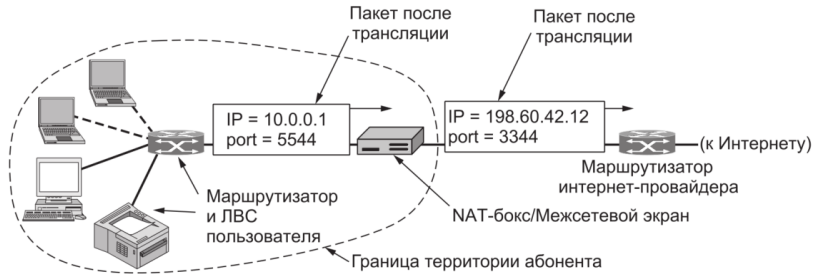 Пакет после
трансляции
Пакет после
трансляции
IP = 10.0.0.1
port = 5544
IP = 198.60.42.12
port = 3344
(к Интернету)
Маршрутизатор
интернет-провайдера
Маршрутизатор
и ЛВС
пользователя
NAT-бокс/Межсетевой экран
Граница территории абонента